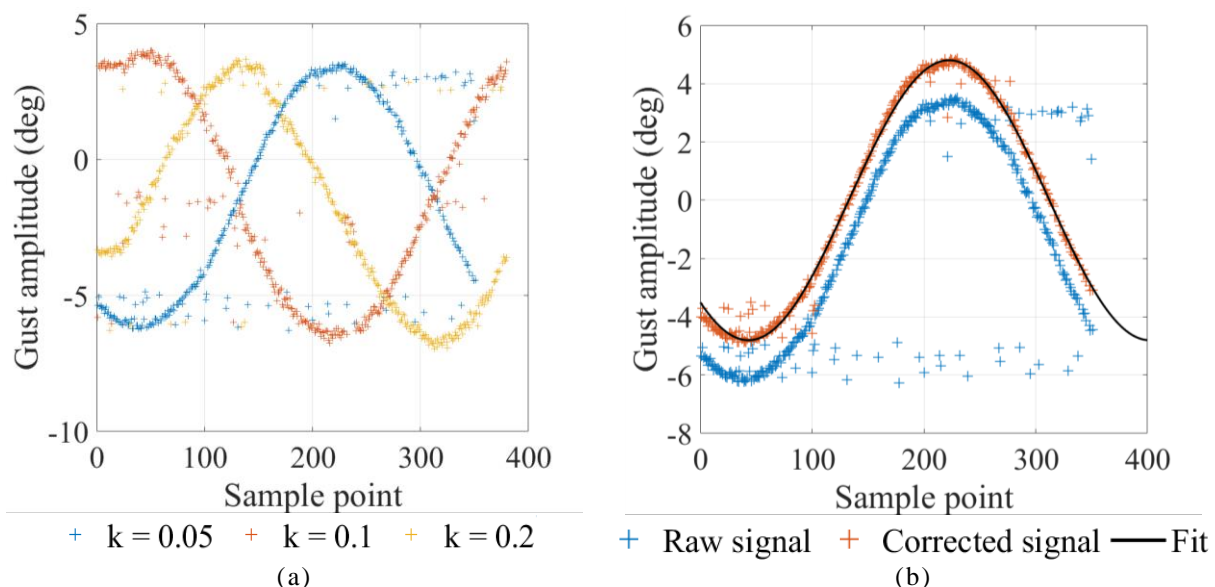 5
0
-5
-10
Gust amplitude (deg)
0 100 200 300 400
Sample point
+ k = 0.05 + k = 0.1 + k = 0.2
(a)
6
4
2
0
-2
-4
-6
-8
Gust amplitude (deg)
0 100 200 300 400
Sample point
+ Raw signal + Corrected signal — Fit
(b)